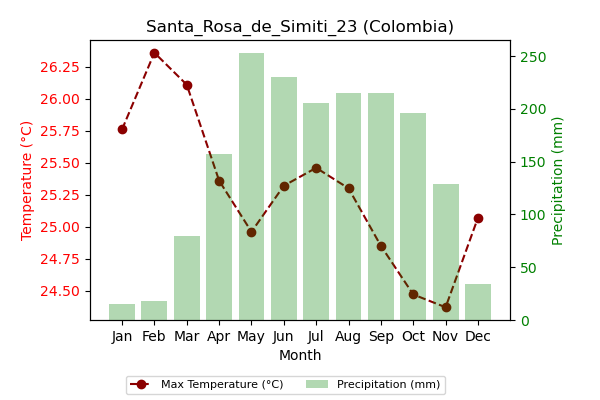 Santa_Rosa_de_Simiti_23 (Colombia)
26.25
26.00
25.75
25.50
25.25
25.00
24.75
24.50
Temperature (°C)
250
200
150
100
50
0
Precipitation (mm)
Jan Feb Mar Apr May Jun Jul Aug Sep Oct Nov Dec
Month
Max Temperature (°C) Precipitation (mm)